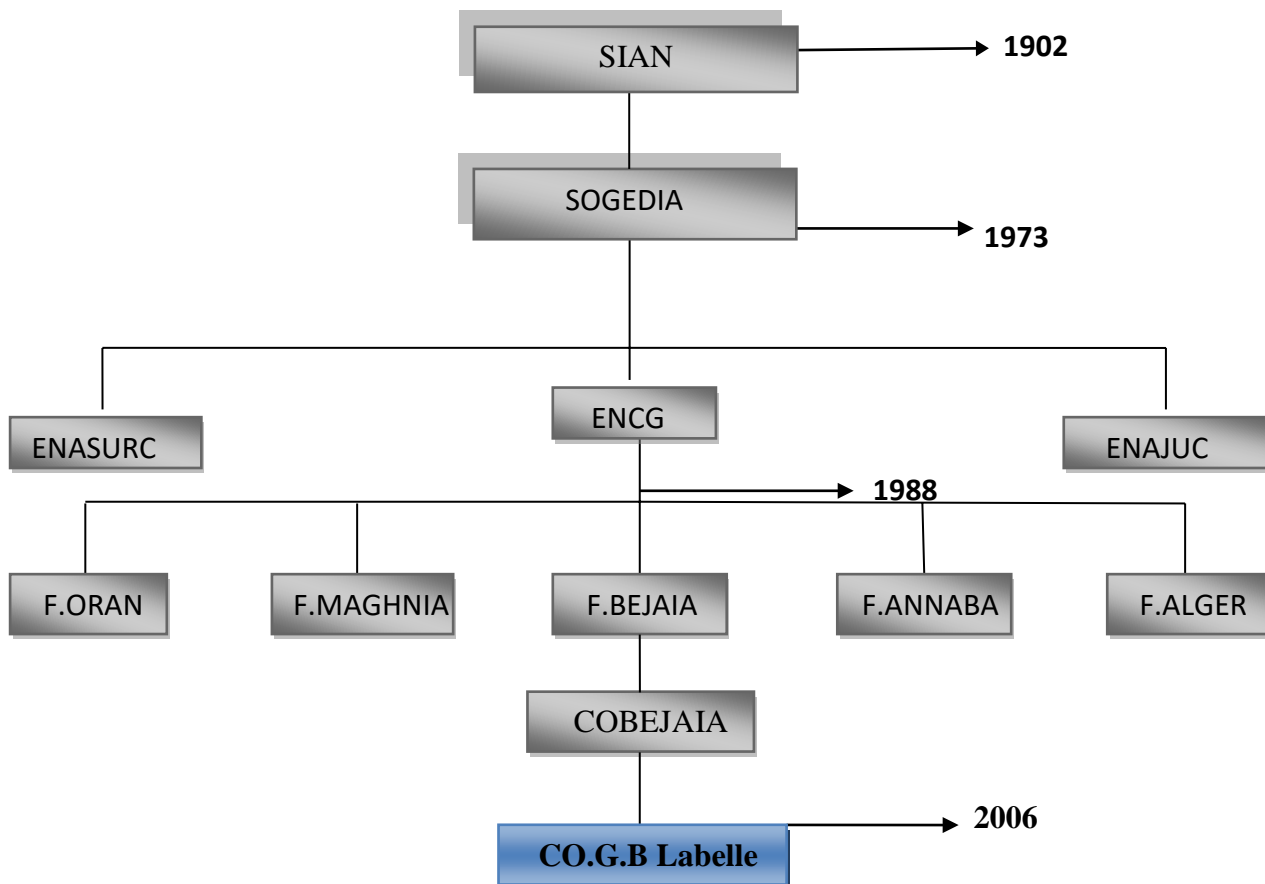 SIAN
1902
SOGEDIA
1973
ENASURC
ENCG
ENAJUC
1988
F.ORAN
F.MAGHNIA
F.BEJAIA
F.ANNABA
F.ALGER
COBEJAIA
2006
CO.G.B Labelle